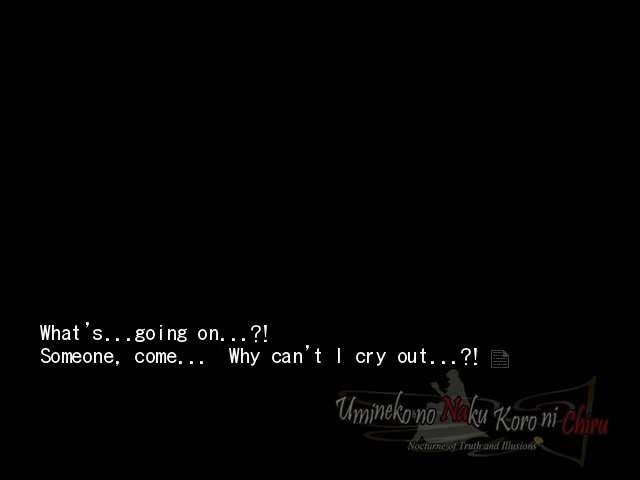 What's...going on...?!
Someone, come...  Why can't I cry out...?!
Umineko no Naku Koro ni Chiru
Nocturne of Truth and Illusions